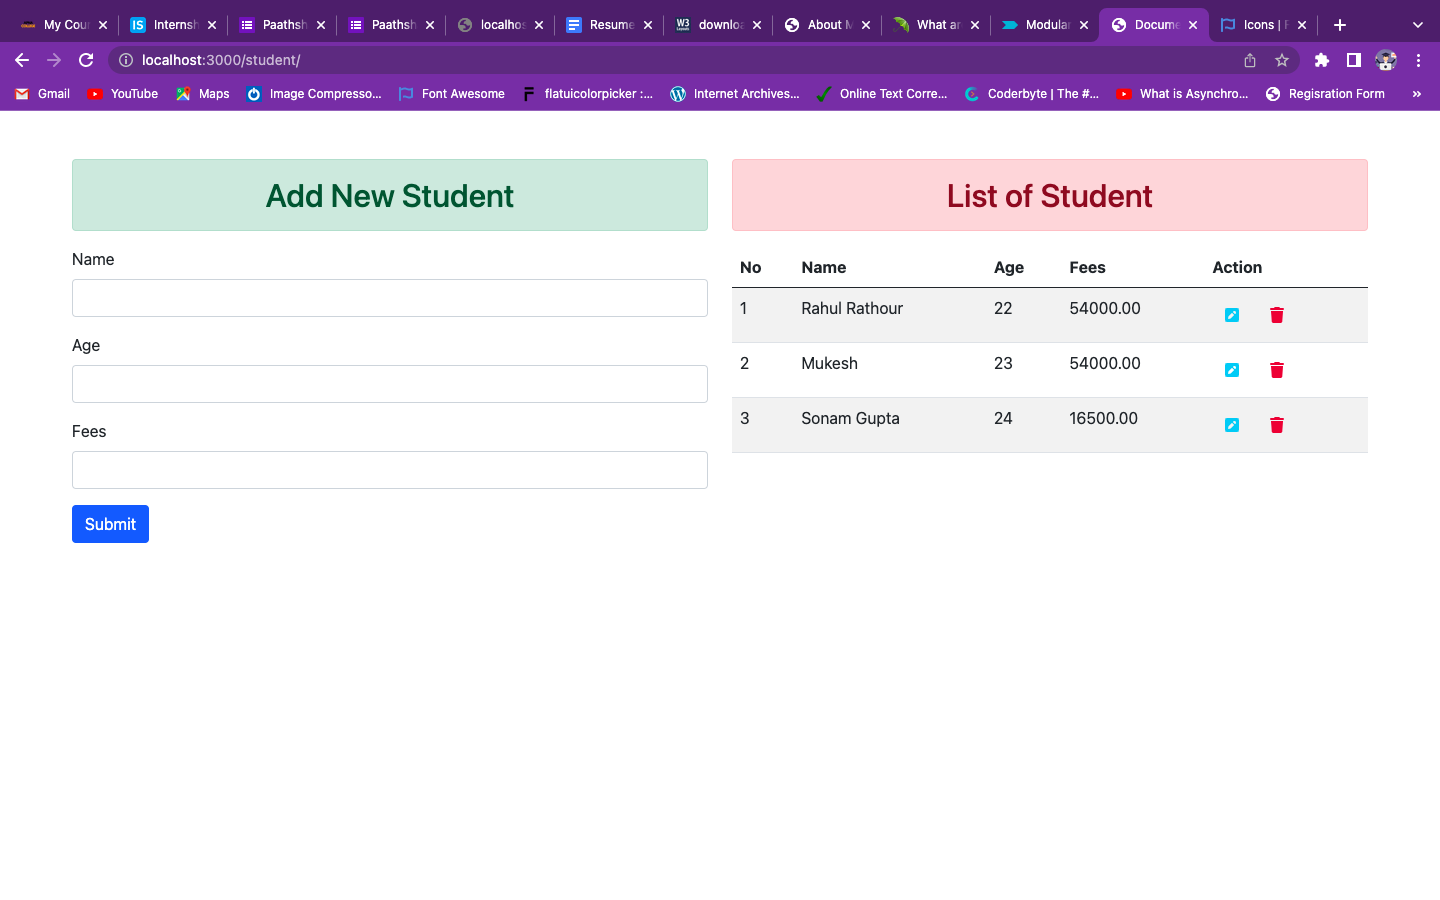 My Cour
Internsh
Paathsh
Paathsh
localhos
Resume
W3
downloa
About M
What ar
Modular
Docume
Icons | F
localhost:3000/student/
Gmail
YouTube
Maps
Image Compresso...
Font Awesome
flatuicolorpicker :...
Internet Archives...
Online Text Corre...
Coderbyte | The #...
What is Asynchro...
Regisration Form
Add New Student
Name
Age
Fees
Submit
List of Student
No Name Age Fees Action
1 Rahul Rathour 22 54000.00
2 Mukesh 23 54000.00
3 Sonam Gupta 24 16500.00